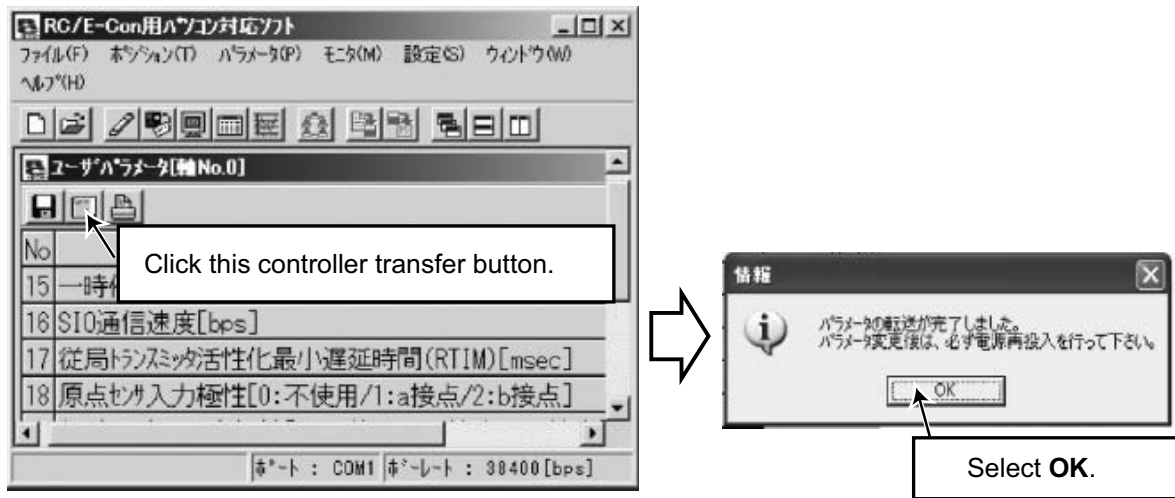 RC/E-Con用パソコン対応ソフト
ファイル(F) ポジション(T) パラメータ(P) モニタ(M) 設定(S) ウィンドウ(W)
ヘルプ(H)
ユーザパラメータ[軸No.0]
No
Click this controller transfer button.
15 一時停
16 SIO通信速度[bps]
17 従局トランスミッタ活性化最小遅延時間(RTIM)[msec]
18 原点センサ入力極性[0:不使用/1:a接点/2:b接点]
ポート : COM1 ボーレート : 38400[bps]
情報
パラメータの転送が完了しました。
パラメータ変更後は、必ず電源再投入を行って下さい。
OK
Select OK.